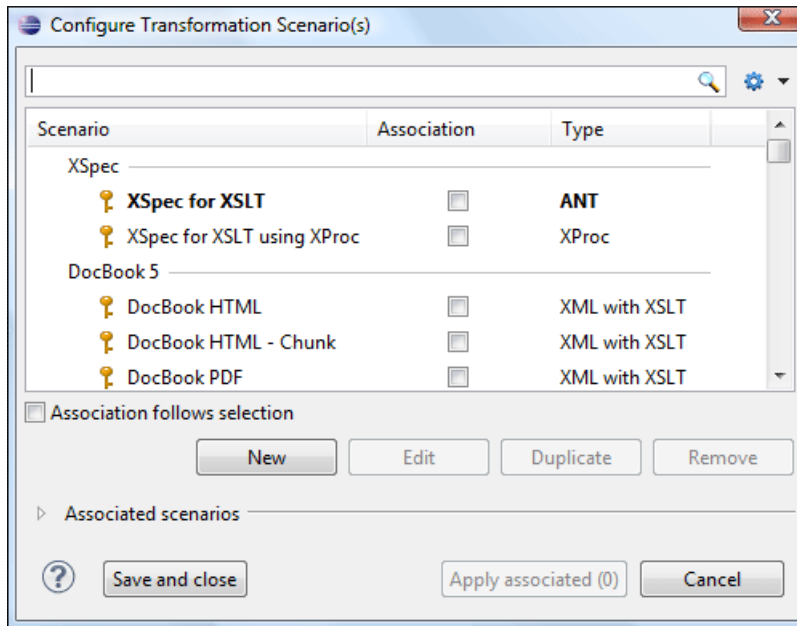 Configure Transformation Scenario(s)
Scenario Association Type
XSpec
XSpec for XSLT ANT
XSpec for XSLT using XProc XProc
DocBook 5
DocBook HTML XML with XSLT
DocBook HTML - Chunk XML with XSLT
DocBook PDF XML with XSLT
Association follows selection
New Edit Duplicate Remove
Associated scenarios
? Save and close Apply associated (0) Cancel